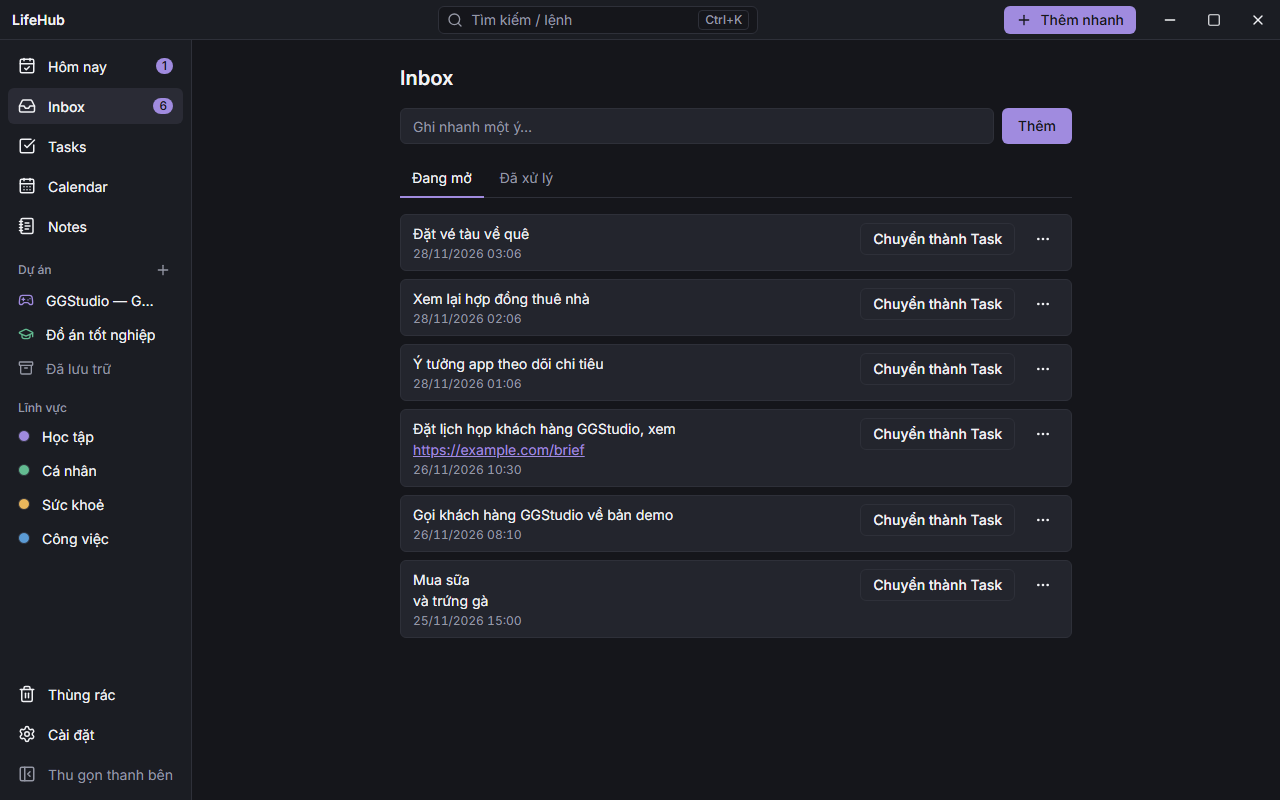 LifeHub
Tìm kiếm / lệnh
Ctrl+K
Thêm nhanh
Hôm nay
1
Inbox
6
Tasks
Calendar
Notes
Dự án
GGStudio — G...
Đồ án tốt nghiệp
Đã lưu trữ
Lĩnh vực
Học tập
Cá nhân
Sức khoẻ
Công việc
Thùng rác
Cài đặt
Thu gọn thanh bên
Inbox
Ghi nhanh một ý...
Thêm
Đang mở
Đã xử lý
Đặt vé tàu về quê
28/11/2026 03:06
Chuyển thành Task
Xem lại hợp đồng thuê nhà
28/11/2026 02:06
Chuyển thành Task
Ý tưởng app theo dõi chi tiêu
28/11/2026 01:06
Chuyển thành Task
Đặt lịch họp khách hàng GGStudio, xem
https://example.com/brief
26/11/2026 10:30
Chuyển thành Task
Gọi khách hàng GGStudio về bản demo
26/11/2026 08:10
Chuyển thành Task
Mua sữa
và trứng gà
25/11/2026 15:00
Chuyển thành Task